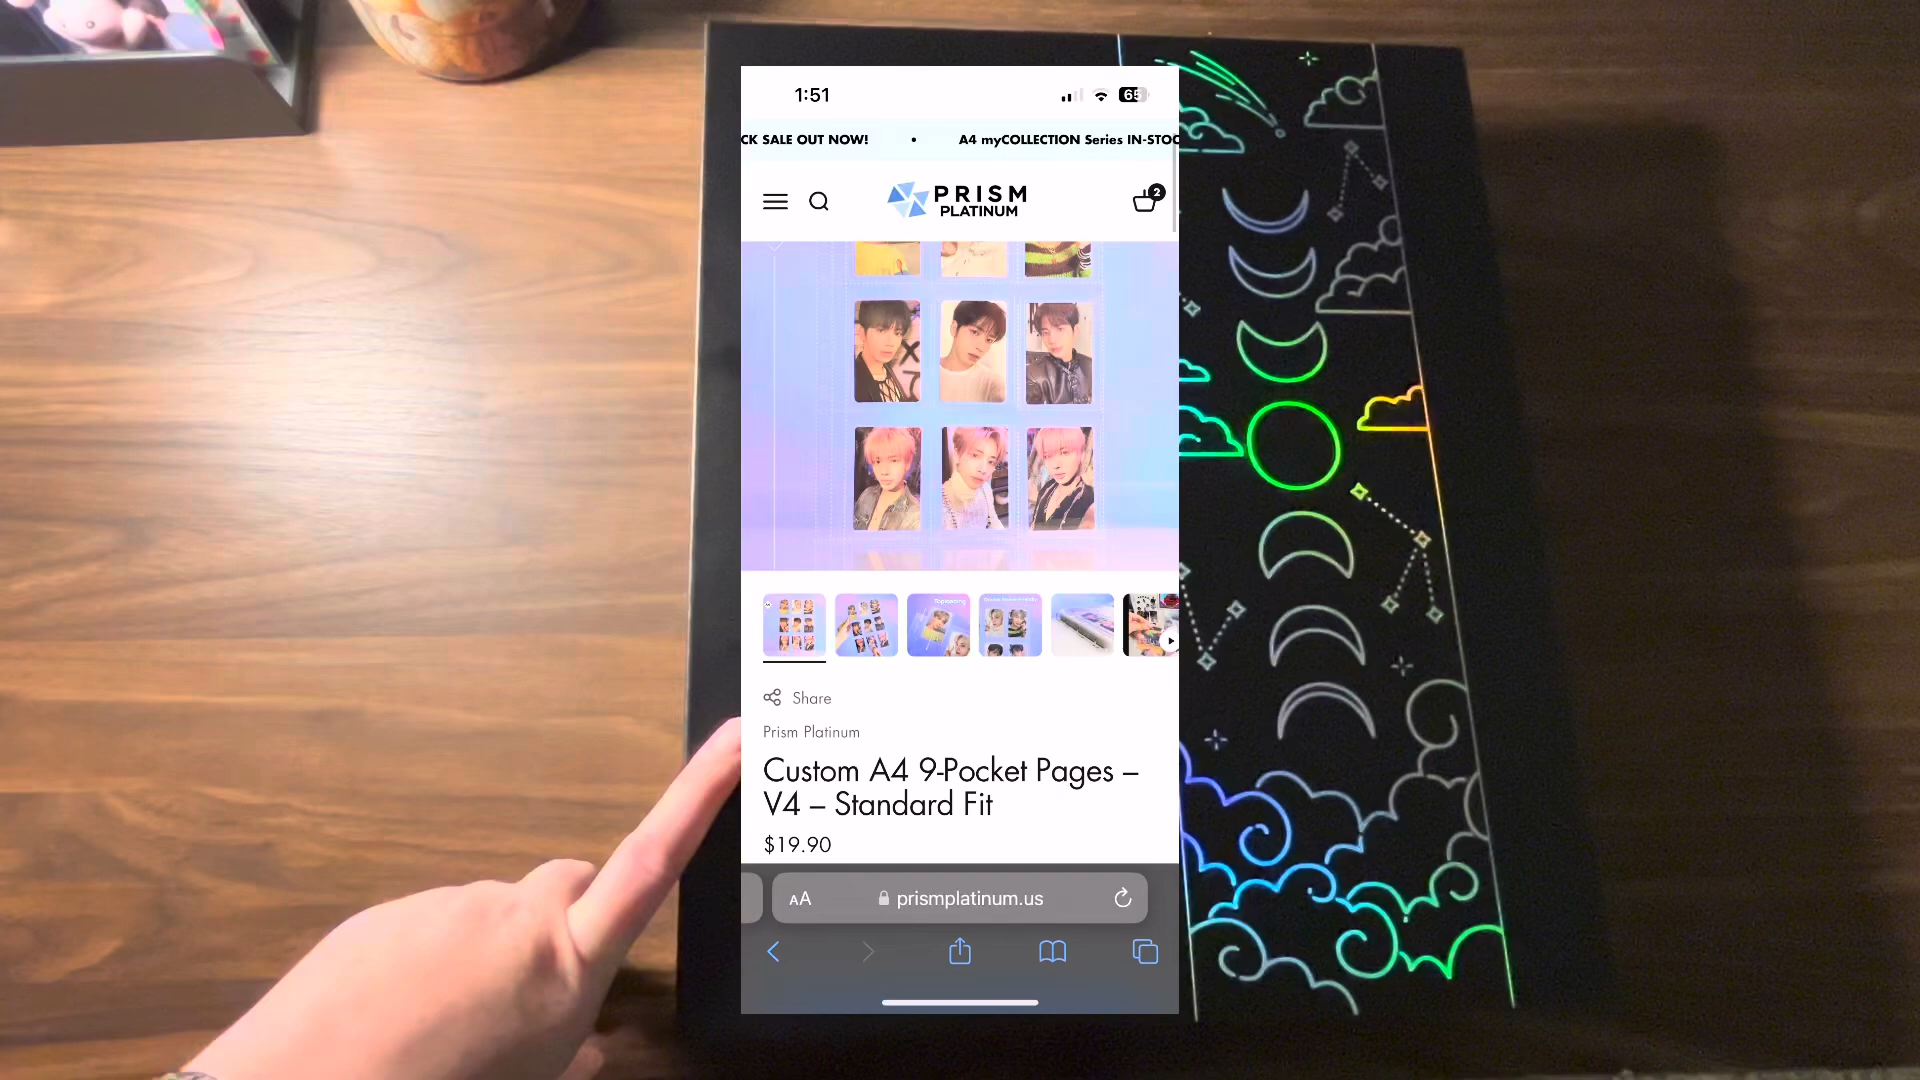 1:51
65
CK SALE OUT NOW! • A4 myCOLLECTION Series IN-STOC
PRISM
PLATINUM
2
Share
Prism Platinum
Custom A4 9-Pocket Pages –
V4 – Standard Fit
$19.90
AA
prismplatinum.us